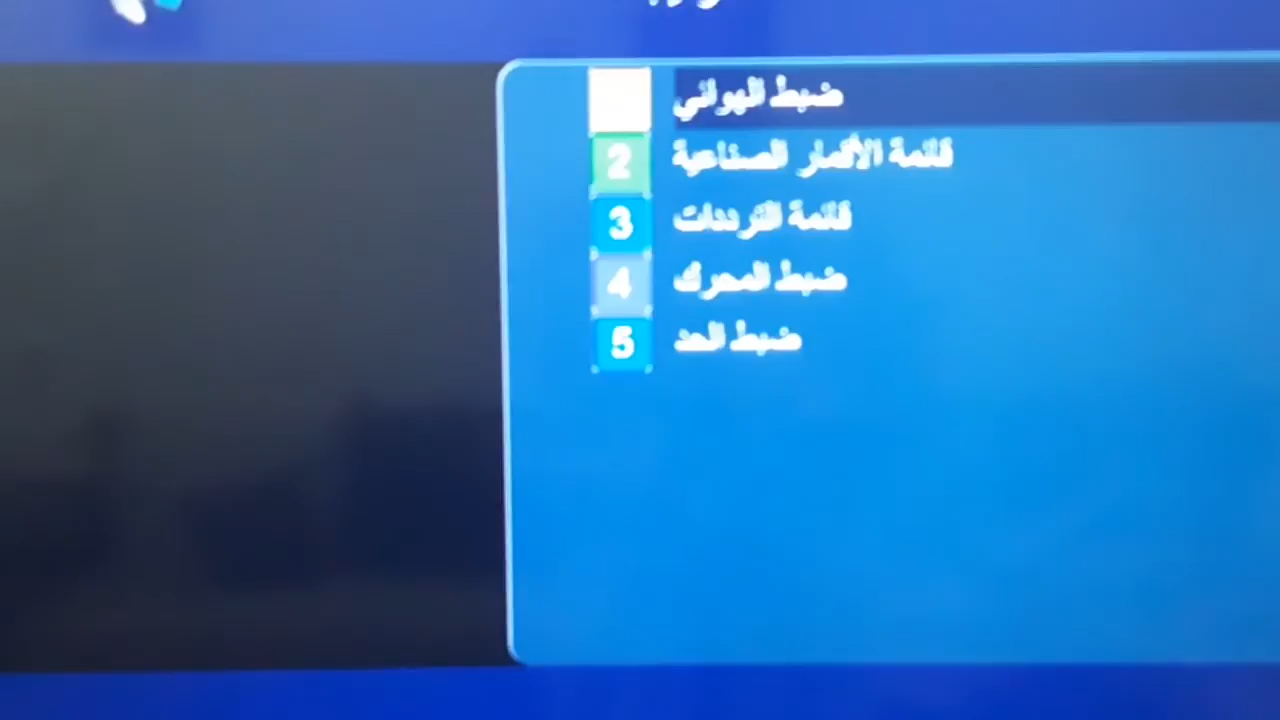 ضبط الهوائي
2 قائمة الأقمار الصناعية
3 قائمة الترددات
4 ضبط المحرك
5 ضبط الحد